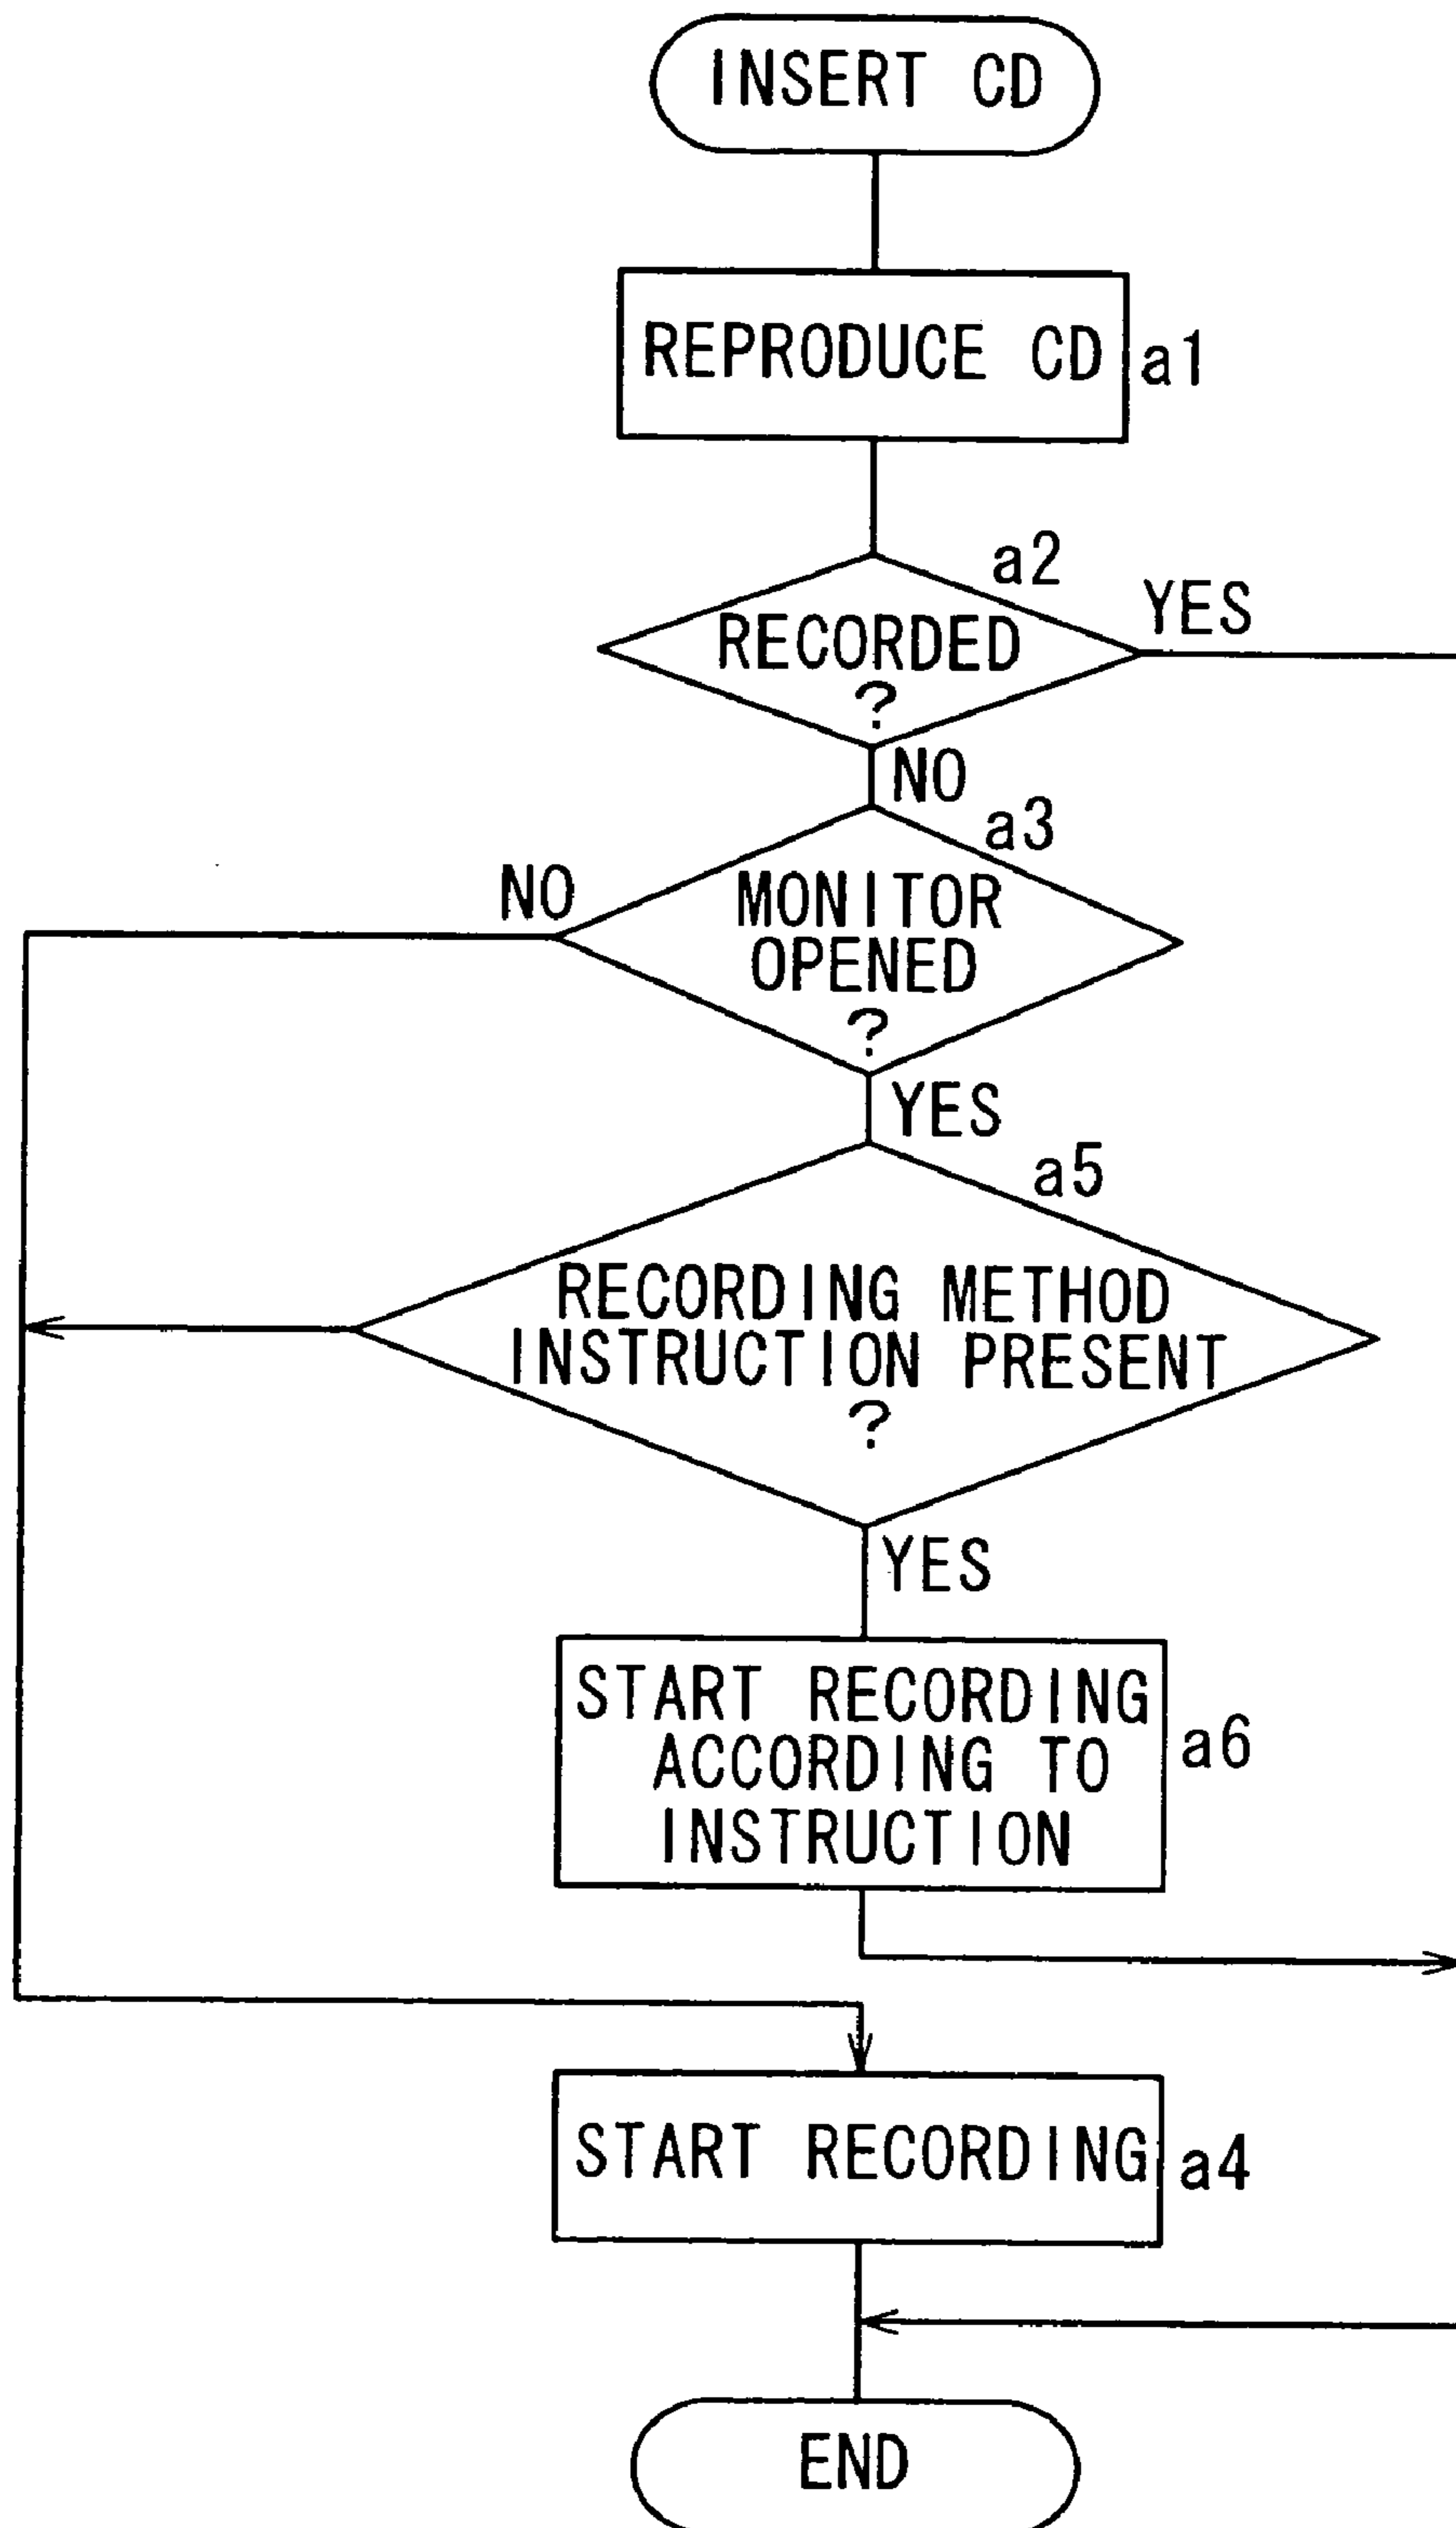 INSERT CD
REPRODUCE CD
a1
a2
YES
RECORDED
?
NO
a3
NO
MONITOR
OPENED
?
YES
a5
RECORDING METHOD
INSTRUCTION PRESENT
?
YES
START RECORDING
ACCORDING TO
INSTRUCTION
a6
START RECORDING
a4
END